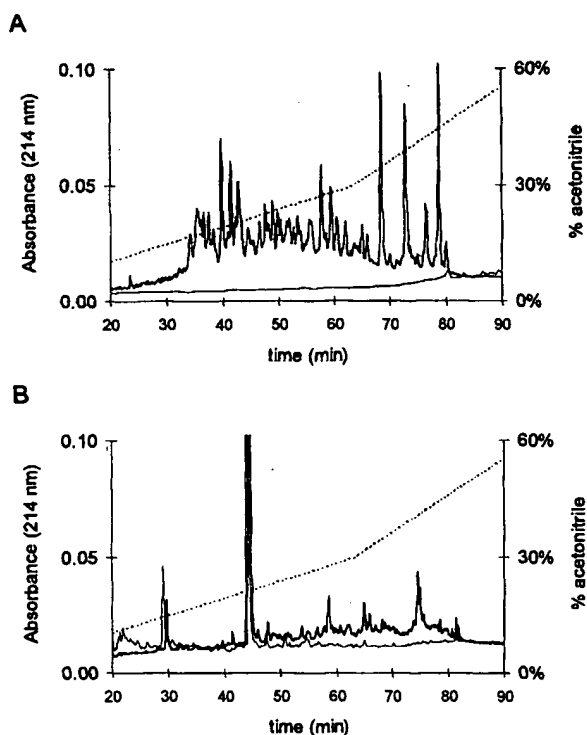 A
0.10
0.05
0.00
Absorbance (214 nm)
60%
30%
0%
% acetonitrile
20 30 40 50 60 70 80 90
time (min)
B
0.10
0.05
0.00
Absorbance (214 nm)
60%
30%
0%
% acetonitrile
20 30 40 50 60 70 80 90
time (min)